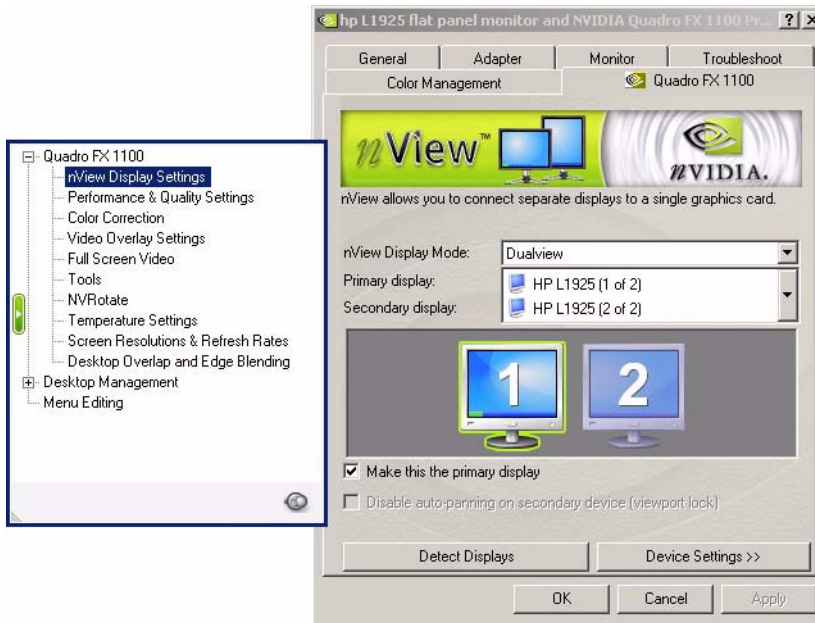 hp L1925 flat panel monitor and NVIDIA Quadro FX 1100 Pr...
General
Adapter
Monitor
Troubleshoot
Color Management
Quadro FX 1100
nView™
nVIDIA.
nView allows you to connect separate displays to a single graphics card.
nView Display Mode:
Dualview
Primary display:
HP L1925 (1 of 2)
Secondary display:
HP L1925 (2 of 2)
1
2
Make this the primary display
Disable auto-panning on secondary device (viewport lock)
Detect Displays
Device Settings >>
OK
Cancel
Apply
Quadro FX 1100
nView Display Settings
Performance & Quality Settings
Color Correction
Video Overlay Settings
Full Screen Video
Tools
NVRotate
Temperature Settings
Screen Resolutions & Refresh Rates
Desktop Overlap and Edge Blending
Desktop Management
Menu Editing